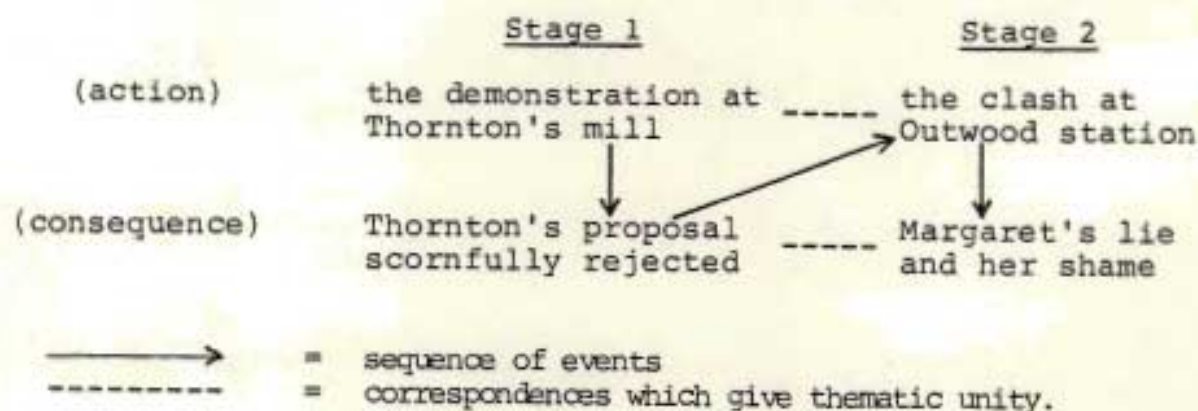 Stage 1 Stage 2
(action) the demonstration at the clash at
Thornton's mill Outwood station
(consequence) Thornton's proposal Margaret's lie
scornfully rejected and her shame
= sequence of events
= correspondences which give thematic unity.